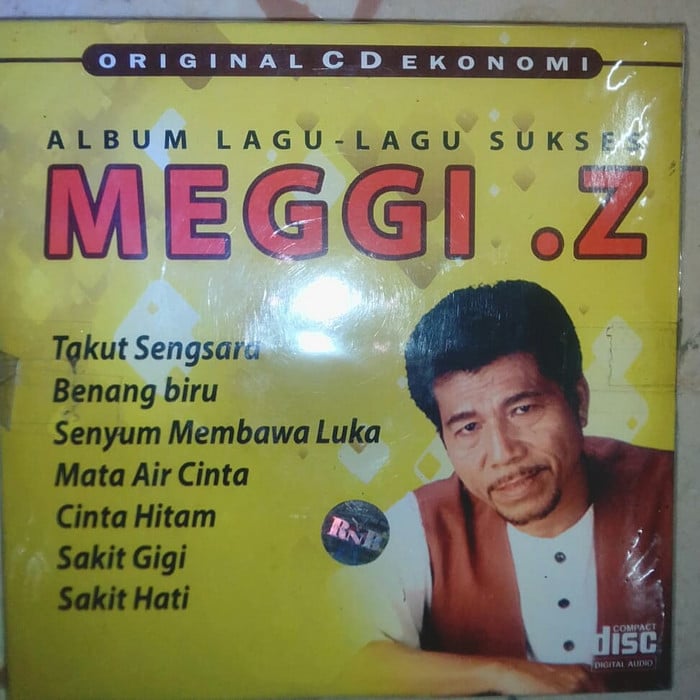 ORIGINAL CD EKONOMI
ALBUM LAGU-LAGU SUKSES
MEGGI .Z
Takut Sengsara
Benang biru
Senyum Membawa Luka
Mata Air Cinta
Cinta Hitam
Sakit Gigi
Sakit Hati
RNB
COMPACT
disc
DIGITAL AUDIO